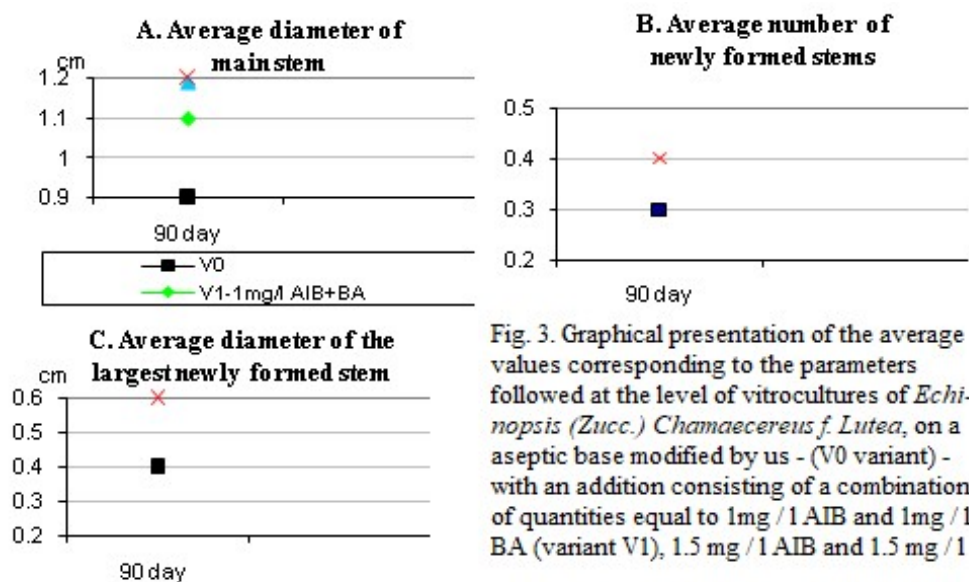 A. Average diameter of
main stem
cm
1.2
1.1
1
0.9
90 day
V0
V1-1mg/l AIB+BA
B. Average number of
newly formed stems
0.5
0.4
0.3
0.2
90 day
C. Average diameter of the
largest newly formed stem
cm
0.6
0.5
0.4
0.3
0.2
90 day
Fig. 3. Graphical presentation of the average
values corresponding to the parameters
followed at the level of vitrocultures of Echi-
nopsis (Zucc.) Chamaecereus f. Lutea, on a
aseptic base modified by us - (V0 variant) -
with an addition consisting of a combination
of quantities equal to 1mg / 1 AIB and 1mg / 1
BA (variant V1), 1.5 mg / 1 AIB and 1.5 mg / 1